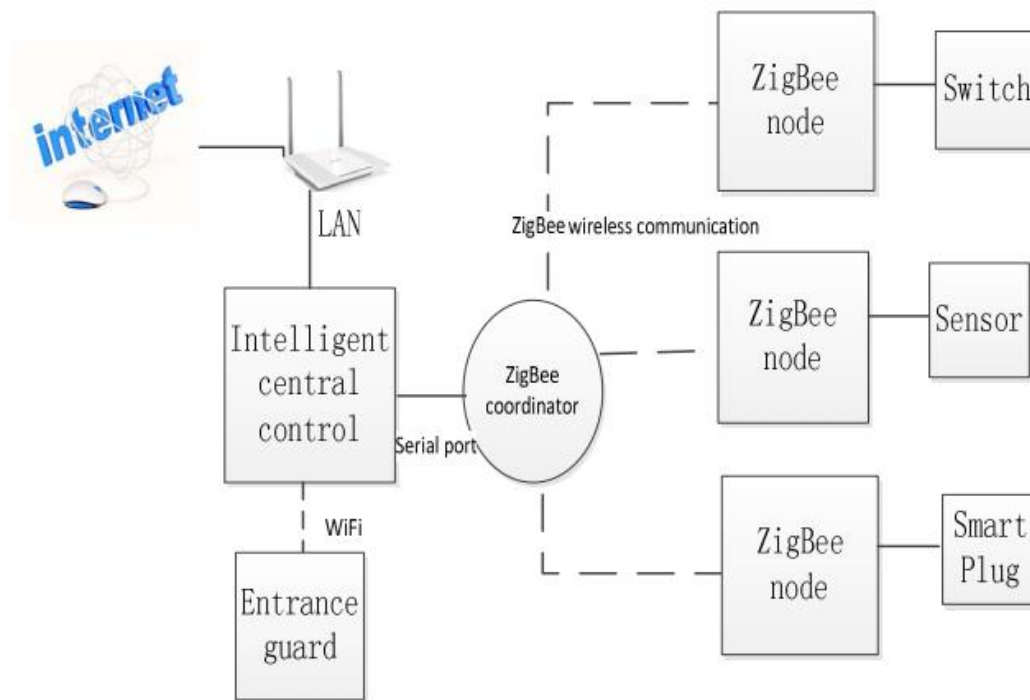 internet
LAN
Intelligent
central
control
Serial port
WiFi
Entrance
guard
ZigBee
coordinator
ZigBee wireless communication
ZigBee
node
Switch
ZigBee
node
Sensor
ZigBee
node
Smart
Plug